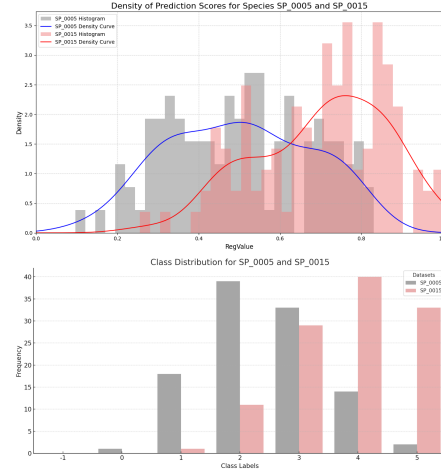 Density of Prediction Scores for Species SP_0005 and SP_0015
SP_0005 Histogram
SP_0005 Density Curve
SP_0015 Histogram
SP_0015 Density Curve
3.5
3.0
2.5
2.0
1.5
1.0
0.5
0.0
Density
0.0 0.2 0.4 0.6 0.8 1.0
RegValue
Class Distribution for SP_0005 and SP_0015
Datasets
SP_0005
SP_0015
40
35
30
25
20
15
10
5
0
Frequency
-1 0 1 2 3 4 5
Class Labels